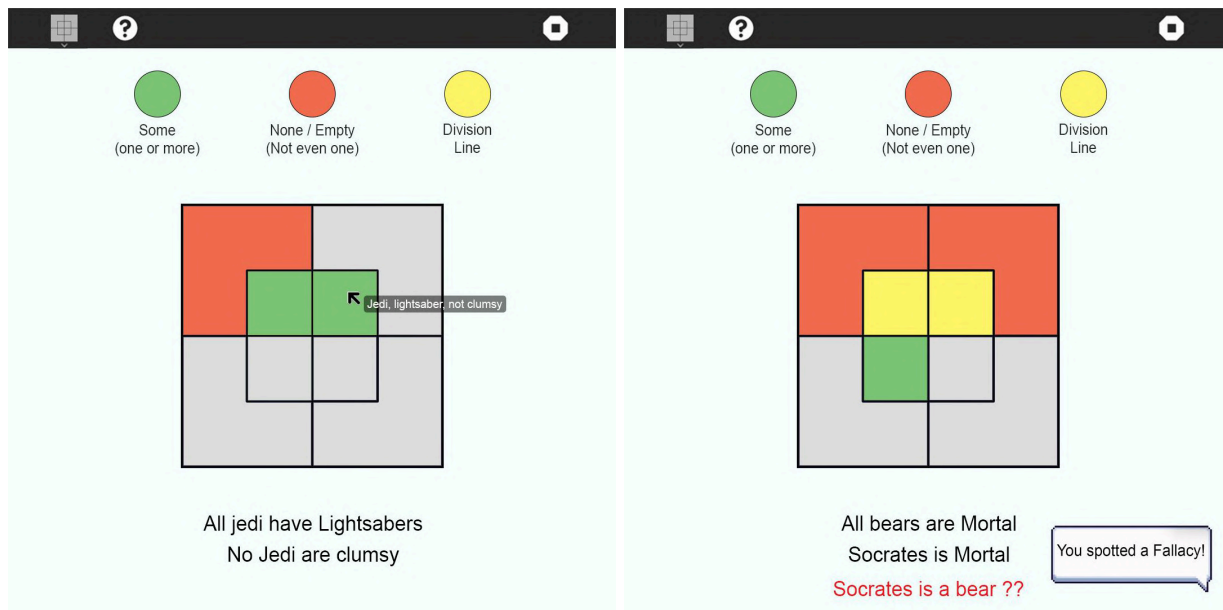 ?
Some
(one or more)
None / Empty
(Not even one)
Division
Line
Jedi, lightsaber, not clumsy
All jedi have Lightsabers
No Jedi are clumsy
?
Some
(one or more)
None / Empty
(Not even one)
Division
Line
All bears are Mortal
Socrates is Mortal
Socrates is a bear ??
You spotted a Fallacy!